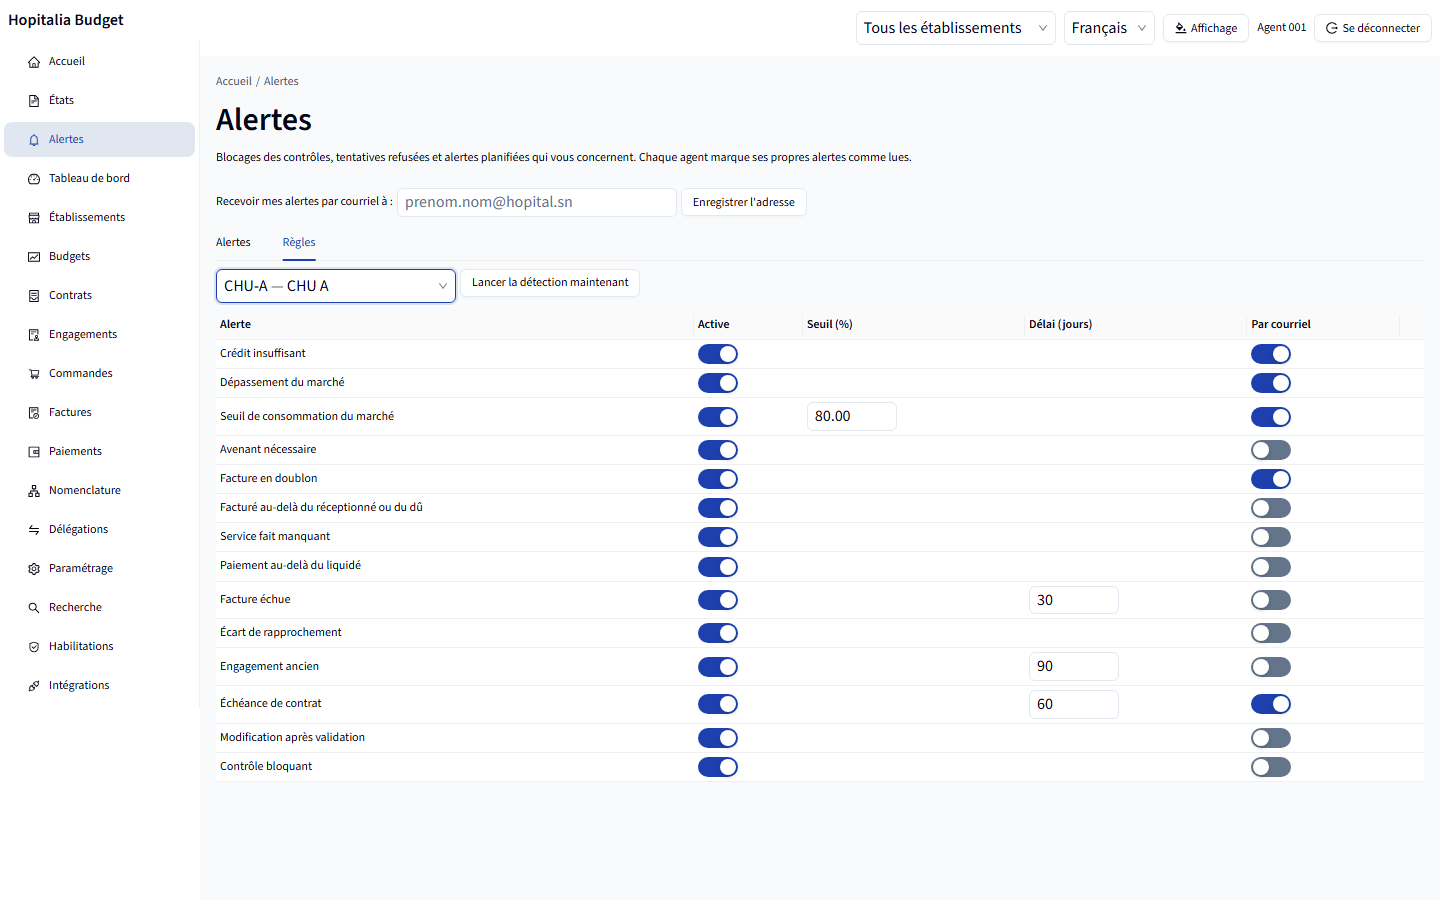 Hopitalia Budget
Tous les établissements
Français
Affichage
Agent 001
Se déconnecter
Accueil
États
Alertes
Tableau de bord
Établissements
Budgets
Contrats
Engagements
Commandes
Factures
Paiements
Nomenclature
Délégations
Paramétrage
Recherche
Habilitations
Intégrations
Accueil / Alertes
Alertes
Blocages des contrôles, tentatives refusées et alertes planifiées qui vous concernent. Chaque agent marque ses propres alertes comme lues.
Recevoir mes alertes par courriel à : prenom.nom@hopital.sn Enregistrer l'adresse
Alertes Règles
CHU-A — CHU A Lancer la détection maintenant
Alerte Active Seuil (%) Délai (jours) Par courriel
Crédit insuffisant
Dépassement du marché
Seuil de consommation du marché 80.00
Avenant nécessaire
Facture en doublon
Facturé au-delà du réceptionné ou du dû
Service fait manquant
Paiement au-delà du liquidé
Facture échue 30
Écart de rapprochement
Engagement ancien 90
Échéance de contrat 60
Modification après validation
Contrôle bloquant